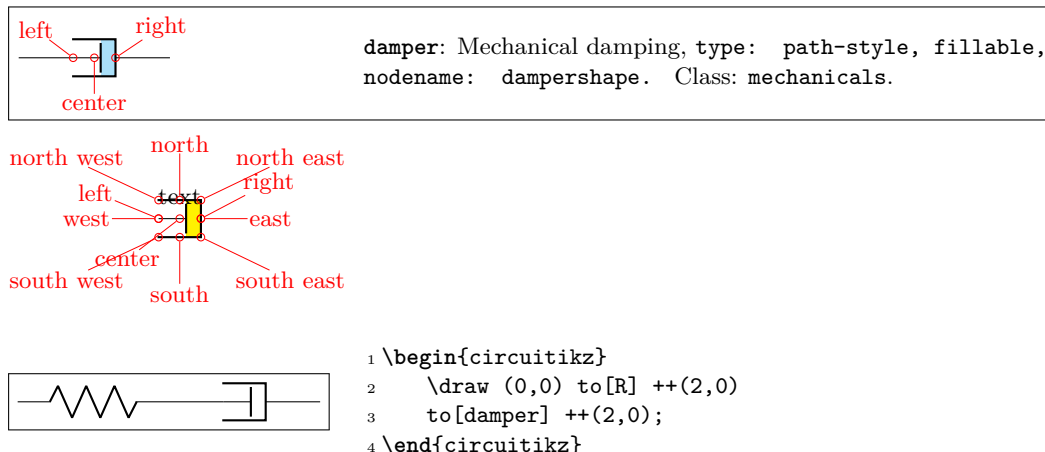 left
right
center
damper: Mechanical damping, type: path-style, fillable,
nodename: dampershape. Class: mechanicals.
north west
north
north east
text
left
right
west
east
center
south west
south
south east
1 \begin{circuitikz}
2 \draw (0,0) to[R] ++(2,0)
3 to[damper] ++(2,0);
4 \end{circuitikz}